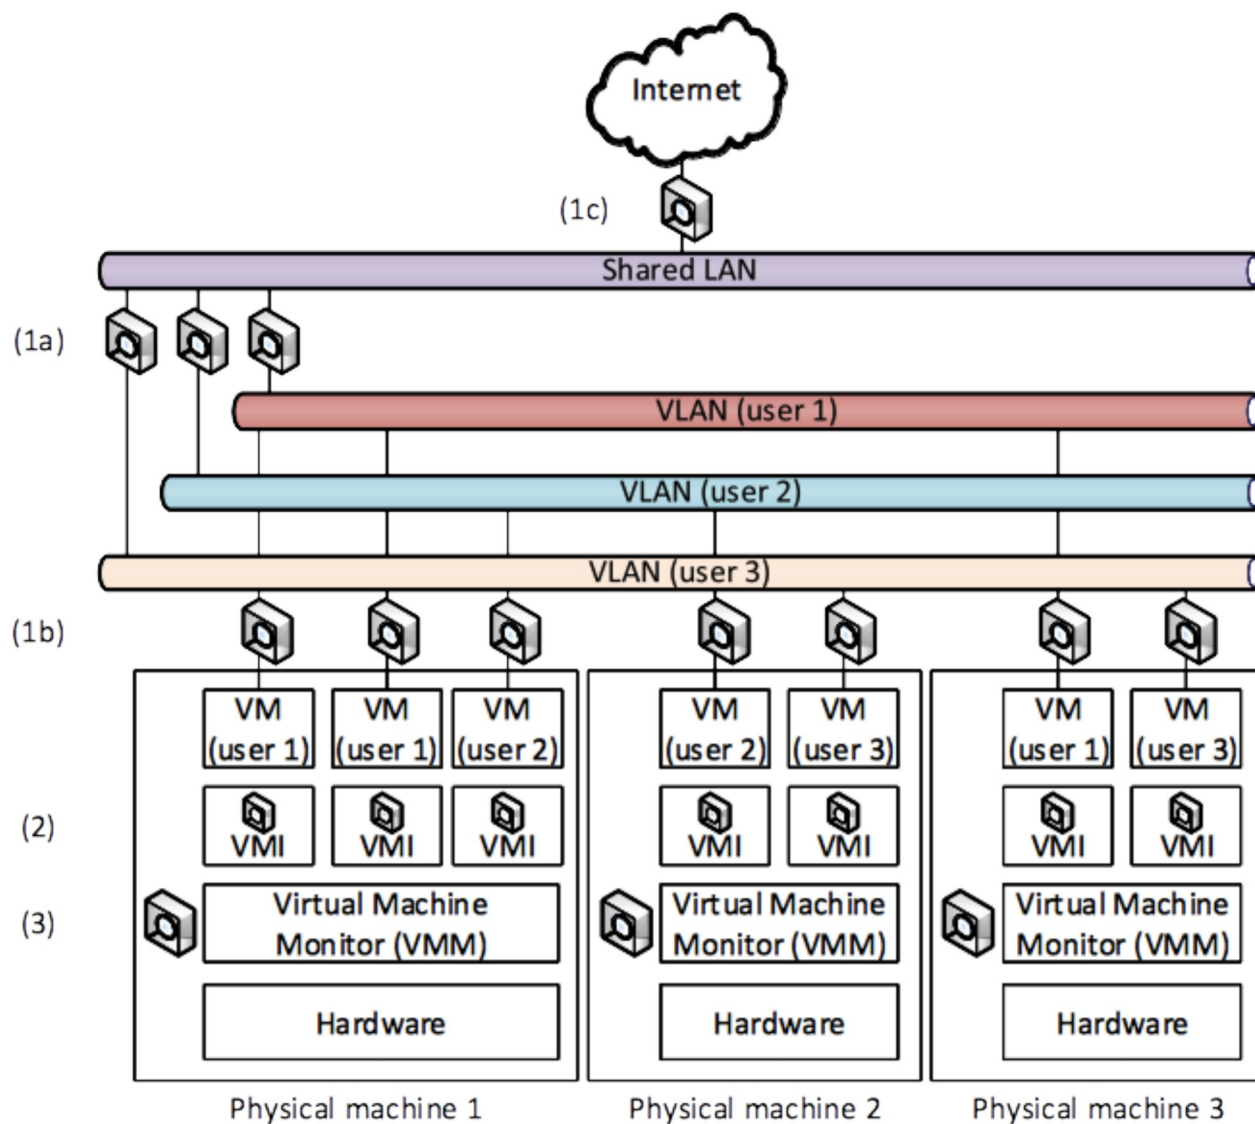 Internet
(1c)
Shared LAN
(1a)
VLAN (user 1)
VLAN (user 2)
VLAN (user 3)
(1b)
VM
(user 1)
VM
(user 1)
VM
(user 2)
VM
(user 2)
VM
(user 3)
VM
(user 1)
VM
(user 3)
(2)
VMI
VMI
VMI
VMI
VMI
VMI
VMI
(3)
Virtual Machine
Monitor (VMM)
Virtual Machine
Monitor (VMM)
Virtual Machine
Monitor (VMM)
Hardware
Hardware
Hardware
Physical machine 1
Physical machine 2
Physical machine 3